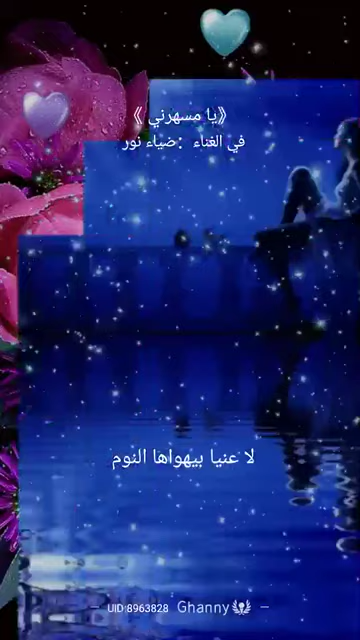 《يا مسهرني》
في الغناء : ضياء نور
لا عنيا بيهواها النوم
UID:8963828 Ghanny